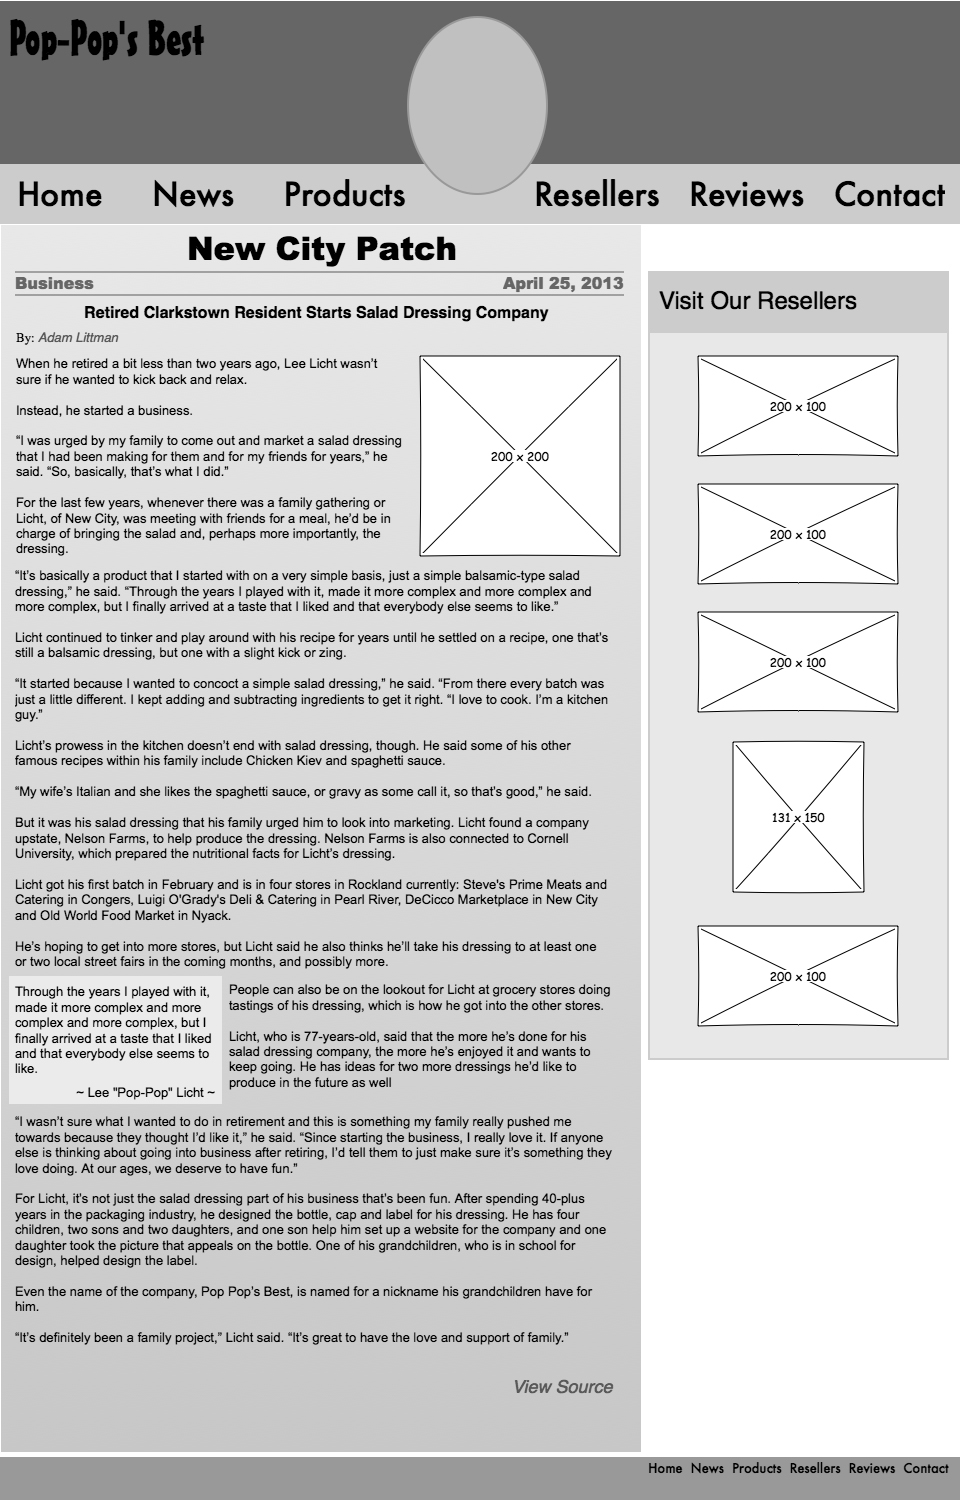 Pop-Pop's Best
Home News Products Resellers Reviews Contact
New City Patch
Business April 25, 2013
Retired Clarkstown Resident Starts Salad Dressing Company
By: Adam Littman
When he retired a bit less than two years ago, Lee Licht wasn’t
sure if he wanted to kick back and relax.
Instead, he started a business.
“I was urged by my family to come out and market a salad dressing
that I had been making for them and for my friends for years,” he
said. “So, basically, that’s what I did.”
For the last few years, whenever there was a family gathering or
Licht, of New City, was meeting with friends for a meal, he’d be in
charge of bringing the salad and, perhaps more importantly, the
dressing.
200 x 200
“It’s basically a product that I started with on a very simple basis, just a simple balsamic-type salad
dressing,” he said. “Through the years I played with it, made it more complex and more complex and
more complex, but I finally arrived at a taste that I liked and that everybody else seems to like.”
Licht continued to tinker and play around with his recipe for years until he settled on a recipe, one that’s
still a balsamic dressing, but one with a slight kick or zing.
“It started because I wanted to concoct a simple salad dressing,” he said. “From there every batch was
just a little different. I kept adding and subtracting ingredients to get it right. “I love to cook. I’m a kitchen
guy.”
Licht’s prowess in the kitchen doesn’t end with salad dressing, though. He said some of his other
famous recipes within his family include Chicken Kiev and spaghetti sauce.
“My wife’s Italian and she likes the spaghetti sauce, or gravy as some call it, so that’s good,” he said.
But it was his salad dressing that his family urged him to look into marketing. Licht found a company
upstate, Nelson Farms, to help produce the dressing. Nelson Farms is also connected to Cornell
University, which prepared the nutritional facts for Licht’s dressing.
Licht got his first batch in February and is in four stores in Rockland currently: Steve's Prime Meats and
Catering in Congers, Luigi O'Grady's Deli & Catering in Pearl River, DeCicco Marketplace in New City
and Old World Food Market in Nyack.
He’s hoping to get into more stores, but Licht said he also thinks he’ll take his dressing to at least one
or two local street fairs in the coming months, and possibly more.
Through the years I played with it,
made it more complex and more
complex and more complex, but I
finally arrived at a taste that I liked
and that everybody else seems to
like.
~ Lee "Pop-Pop" Licht ~
People can also be on the lookout for Licht at grocery stores doing
tastings of his dressing, which is how he got into the other stores.
Licht, who is 77-years-old, said that the more he’s done for his
salad dressing company, the more he’s enjoyed it and wants to
keep going. He has ideas for two more dressings he’d like to
produce in the future as well
“I wasn’t sure what I wanted to do in retirement and this is something my family really pushed me
towards because they thought I’d like it,” he said. “Since starting the business, I really love it. If anyone
else is thinking about going into business after retiring, I’d tell them to just make sure it’s something they
love doing. At our ages, we deserve to have fun.”
For Licht, it’s not just the salad dressing part of his business that’s been fun. After spending 40-plus
years in the packaging industry, he designed the bottle, cap and label for his dressing. He has four
children, two sons and two daughters, and one son help him set up a website for the company and one
daughter took the picture that appeals on the bottle. One of his grandchildren, who is in school for
design, helped design the label.
Even the name of the company, Pop Pop’s Best, is named for a nickname his grandchildren have for
him.
“It’s definitely been a family project,” Licht said. “It’s great to have the love and support of family.”
View Source
Visit Our Resellers
200 x 100
200 x 100
200 x 100
131 x 150
200 x 100
Home News Products Resellers Reviews Contact